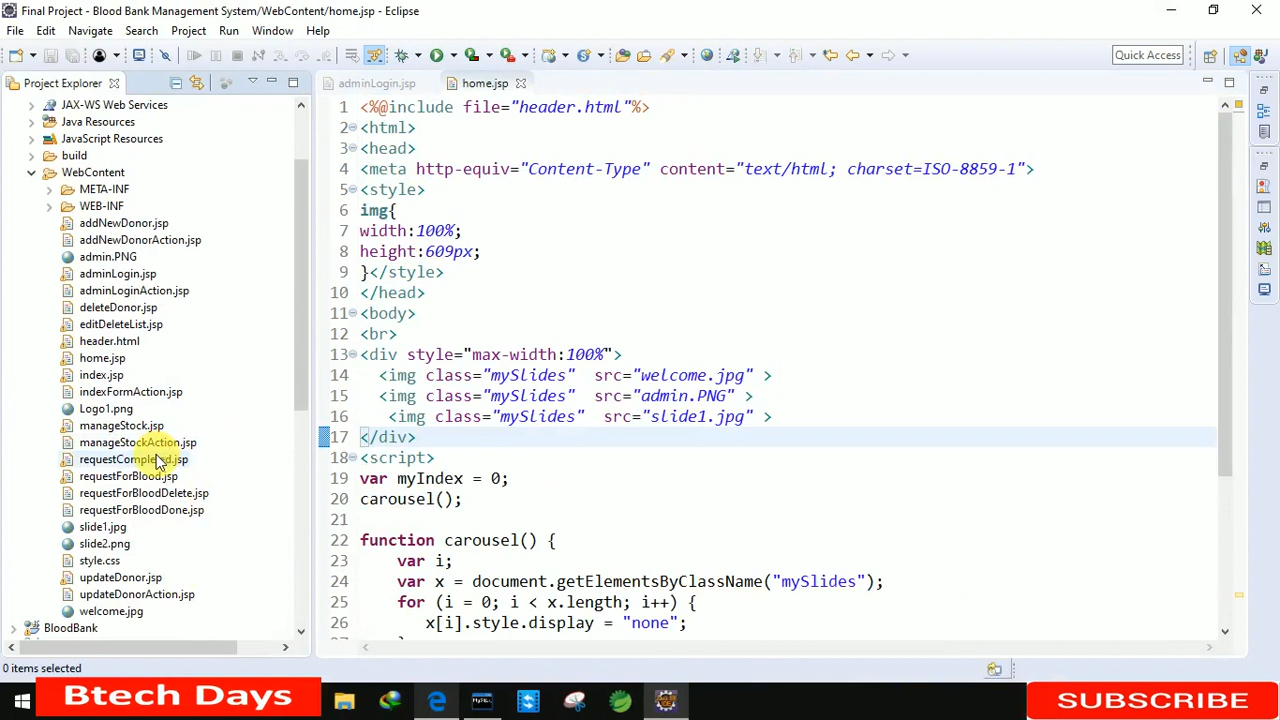 Final Project - Blood Bank Management System/WebContent/home.jsp - Eclipse
File Edit Navigate Search Project Run Window Help
Quick Access
Project Explorer
adminLogin.jsp
home.jsp
JAX-WS Web Services
Java Resources
JavaScript Resources
build
WebContent
META-INF
WEB-INF
addNewDonor.jsp
addNewDonorAction.jsp
admin.PNG
adminLogin.jsp
adminLoginAction.jsp
deleteDonor.jsp
editDeleteList.jsp
header.html
home.jsp
index.jsp
indexFormAction.jsp
Logo1.png
manageStock.jsp
manageStockAction.jsp
requestCompleted.jsp
requestForBlood.jsp
requestForBloodDelete.jsp
requestForBloodDone.jsp
slide1.jpg
slide2.png
style.css
updateDonor.jsp
updateDonorAction.jsp
welcome.jpg
BloodBank
1 <%@include file="header.html"%>
2 <html>
3 <head>
4 <meta http-equiv="Content-Type" content="text/html; charset=ISO-8859-1">
5 <style>
6 img{
7 width:100%;
8 height:609px;
9 }</style>
10 </head>
11 <body>
12 <br>
13 <div style="max-width:100%">
14 <img class="mySlides" src="welcome.jpg" >
15 <img class="mySlides" src="admin.PNG" >
16 <img class="mySlides" src="slide1.jpg" >
17 </div>
18 <script>
19 var myIndex = 0;
20 carousel();
21
22 function carousel() {
23 var i;
24 var x = document.getElementsByClassName("mySlides");
25 for (i = 0; i < x.length; i++) {
26 x[i].style.display = "none";
0 items selected
Btech Days
SUBSCRIBE